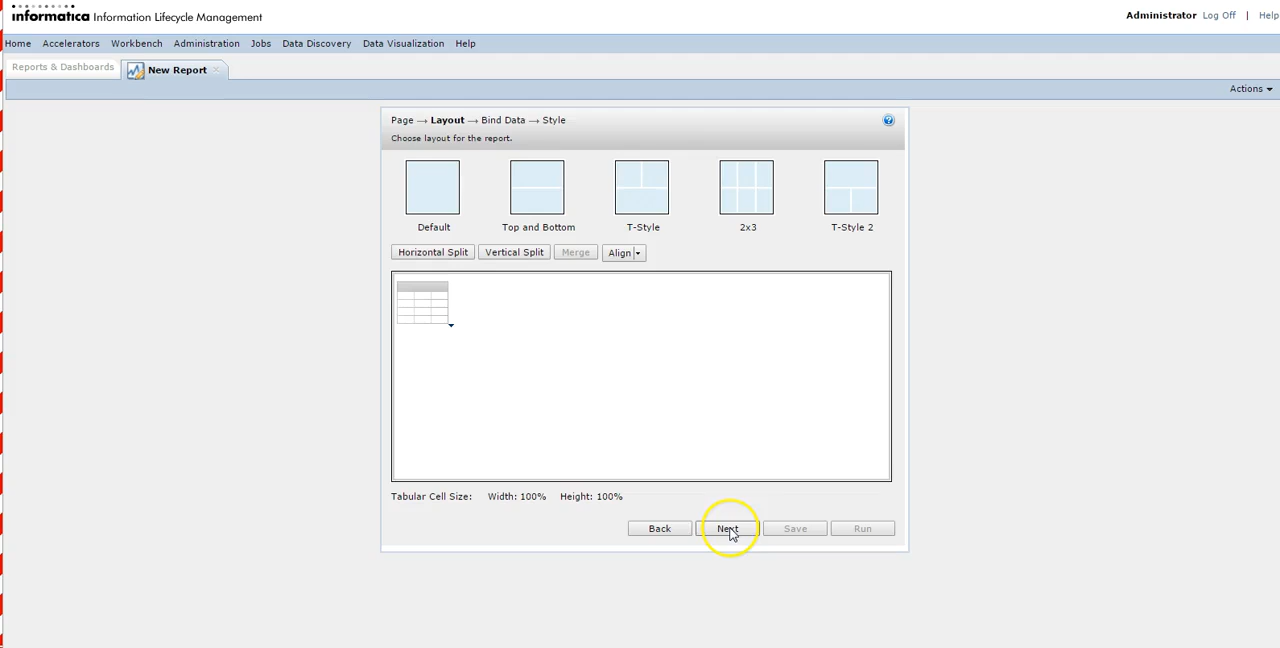 informatica Information Lifecycle Management
Administrator Log Off | Help
Home Accelerators Workbench Administration Jobs Data Discovery Data Visualization Help
Reports & Dashboards New Report ×
Actions
Page → Layout → Bind Data → Style ?
Choose layout for the report.
Default Top and Bottom T-Style 2x3 T-Style 2
Horizontal Split Vertical Split Merge Align
Tabular Cell Size: Width: 100% Height: 100%
Back Next Save Run